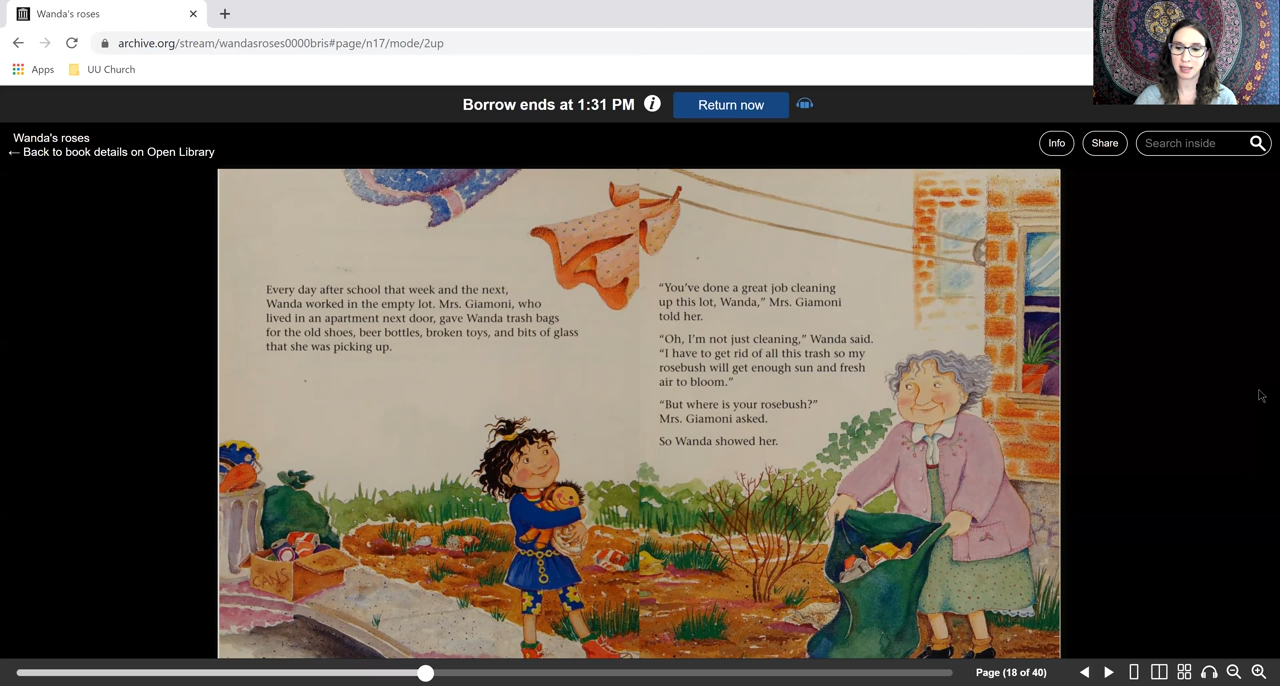 Wanda's roses
archive.org/stream/wandasroses0000bris#page/n17/mode/2up
Apps
UU Church
Borrow ends at 1:31 PM
i
Return now
Wanda's roses
← Back to book details on Open Library
Info
Share
Search inside
Every day after school that week and the next,
Wanda worked in the empty lot. Mrs. Giamoni, who
lived in an apartment next door, gave Wanda trash bags
for the old shoes, beer bottles, broken toys, and bits of glass
that she was picking up.
CANS
“You’ve done a great job cleaning
up this lot, Wanda,” Mrs. Giamoni
told her.
“Oh, I’m not just cleaning,” Wanda said.
“I have to get rid of all this trash so my
rosebush will get enough sun and fresh
air to bloom.”
“But where is your rosebush?”
Mrs. Giamoni asked.
So Wanda showed her.
Page (18 of 40)